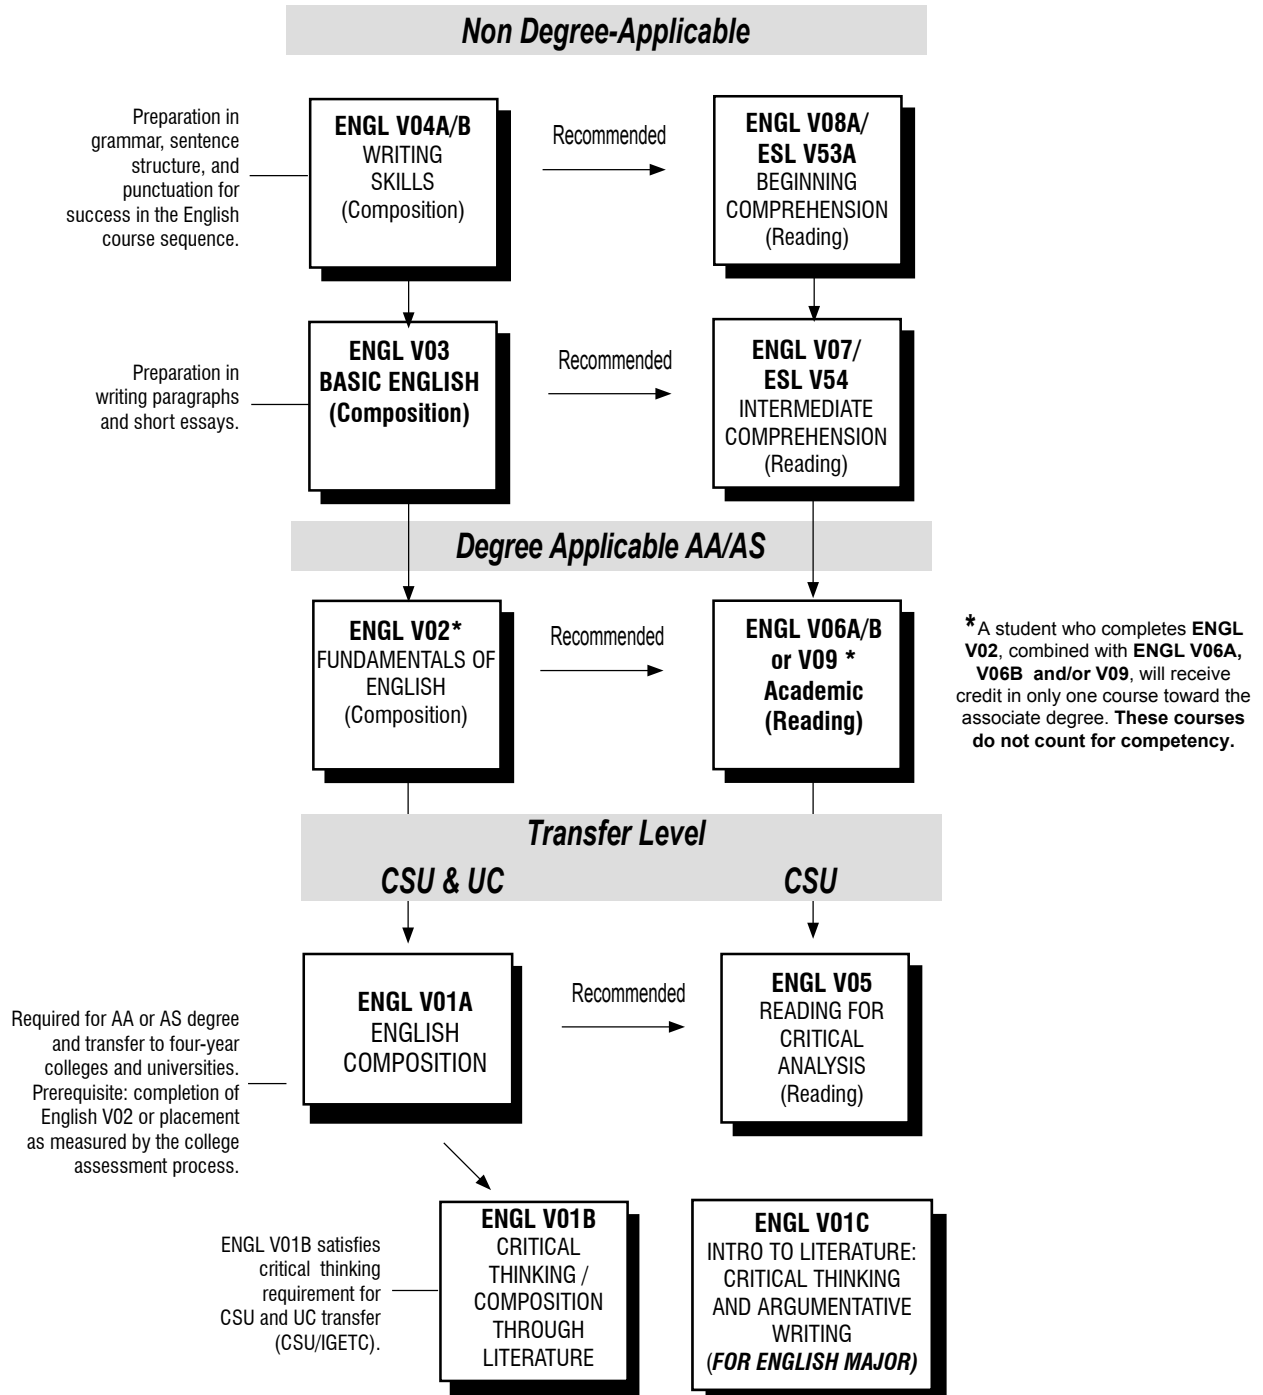 Non Degree-Applicable
Preparation in
grammar, sentence
structure, and
punctuation for
success in the English
course sequence.
ENGL V04A/B
WRITING
SKILLS
(Composition)
Recommended
ENGL V08A/
ESL V53A
BEGINNING
COMPREHENSION
(Reading)
Preparation in
writing paragraphs
and short essays.
ENGL V03
BASIC ENGLISH
(Composition)
Recommended
ENGL V07/
ESL V54
INTERMEDIATE
COMPREHENSION
(Reading)
Degree Applicable AA/AS
ENGL V02*
FUNDAMENTALS OF
ENGLISH
(Composition)
Recommended
ENGL V06A/B
or V09 *
Academic
(Reading)
*A student who completes ENGL
V02, combined with ENGL V06A,
V06B and/or V09, will receive
credit in only one course toward the
associate degree. These courses
do not count for competency.
Transfer Level
CSU & UC
CSU
Required for AA or AS degree
and transfer to four-year
colleges and universities.
Prerequisite: completion of
English V02 or placement
as measured by the college
assessment process.
ENGL V01A
ENGLISH
COMPOSITION
Recommended
ENGL V05
READING FOR
CRITICAL
ANALYSIS
(Reading)
ENGL V01B satisfies
critical thinking
requirement for
CSU and UC transfer
(CSU/IGETC).
ENGL V01B
CRITICAL
THINKING /
COMPOSITION
THROUGH
LITERATURE
ENGL V01C
INTRO TO LITERATURE:
CRITICAL THINKING
AND ARGUMENTATIVE
WRITING
(FOR ENGLISH MAJOR)